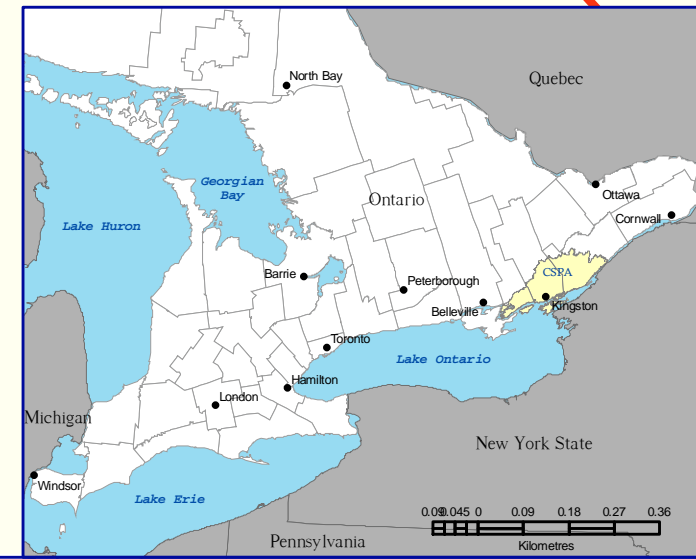 North Bay
Quebec
Georgian
Bay
Ottawa
Ontario
Cornwall
Lake Huron
CSPA
Barrie
Peterborough
Belleville
Kingston
Toronto
Lake Ontario
Hamilton
London
Michigan
New York State
Windsor
Lake Erie
0.09 0.045 0 0.09 0.18 0.27 0.36
Kilometres
Pennsylvania